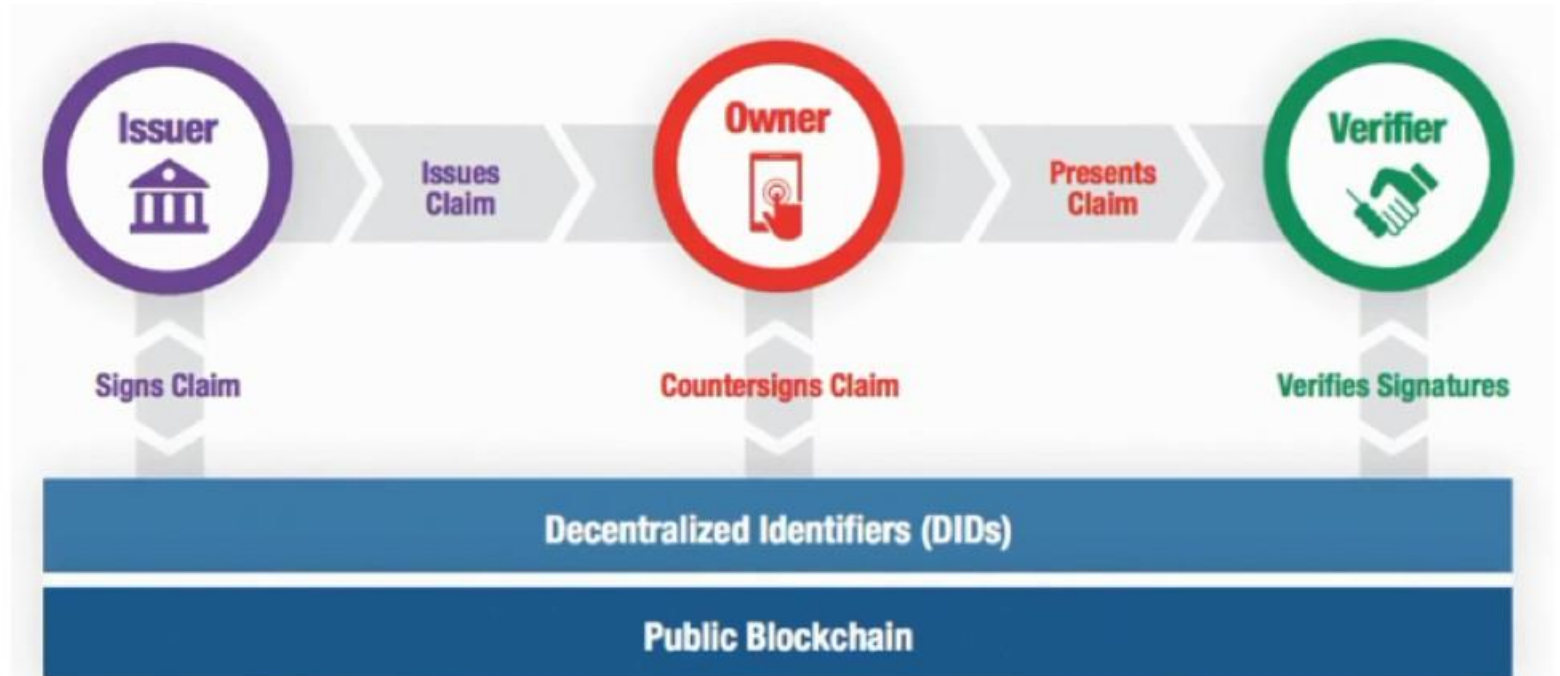 Issuer
Issues
Claim
Owner
Presents
Claim
Verifier
Signs Claim
Countersigns Claim
Verifies Signatures
Decentralized Identifiers (DIDs)
Public Blockchain